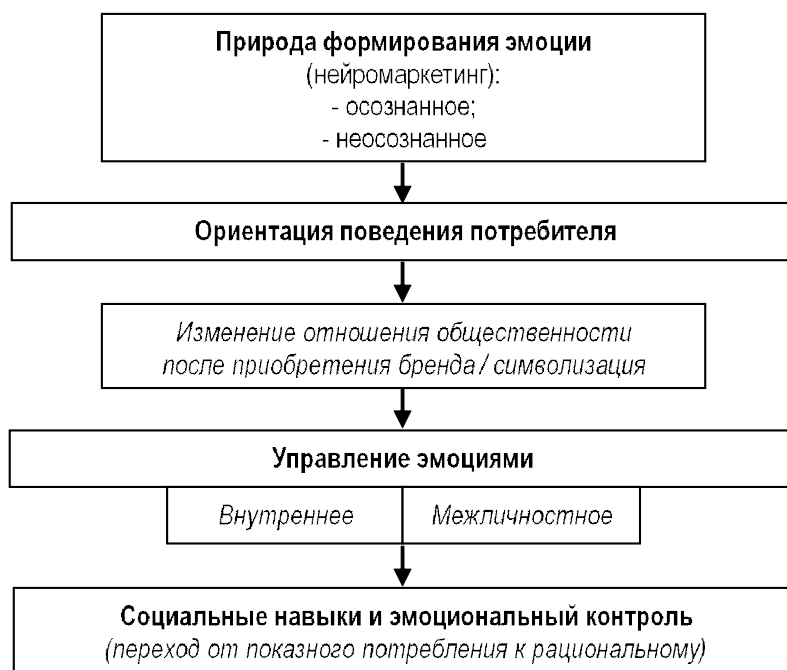 Природа формирования эмоции
(нейромаркетинг):
- осознанное;
- неосознанное
Ориентация поведения потребителя
Изменение отношения общественности
после приобретения бренда / символизация
Управление эмоциями
Внутреннее
Межличностное
Социальные навыки и эмоциональный контроль
(переход от показного потребления к рациональному)